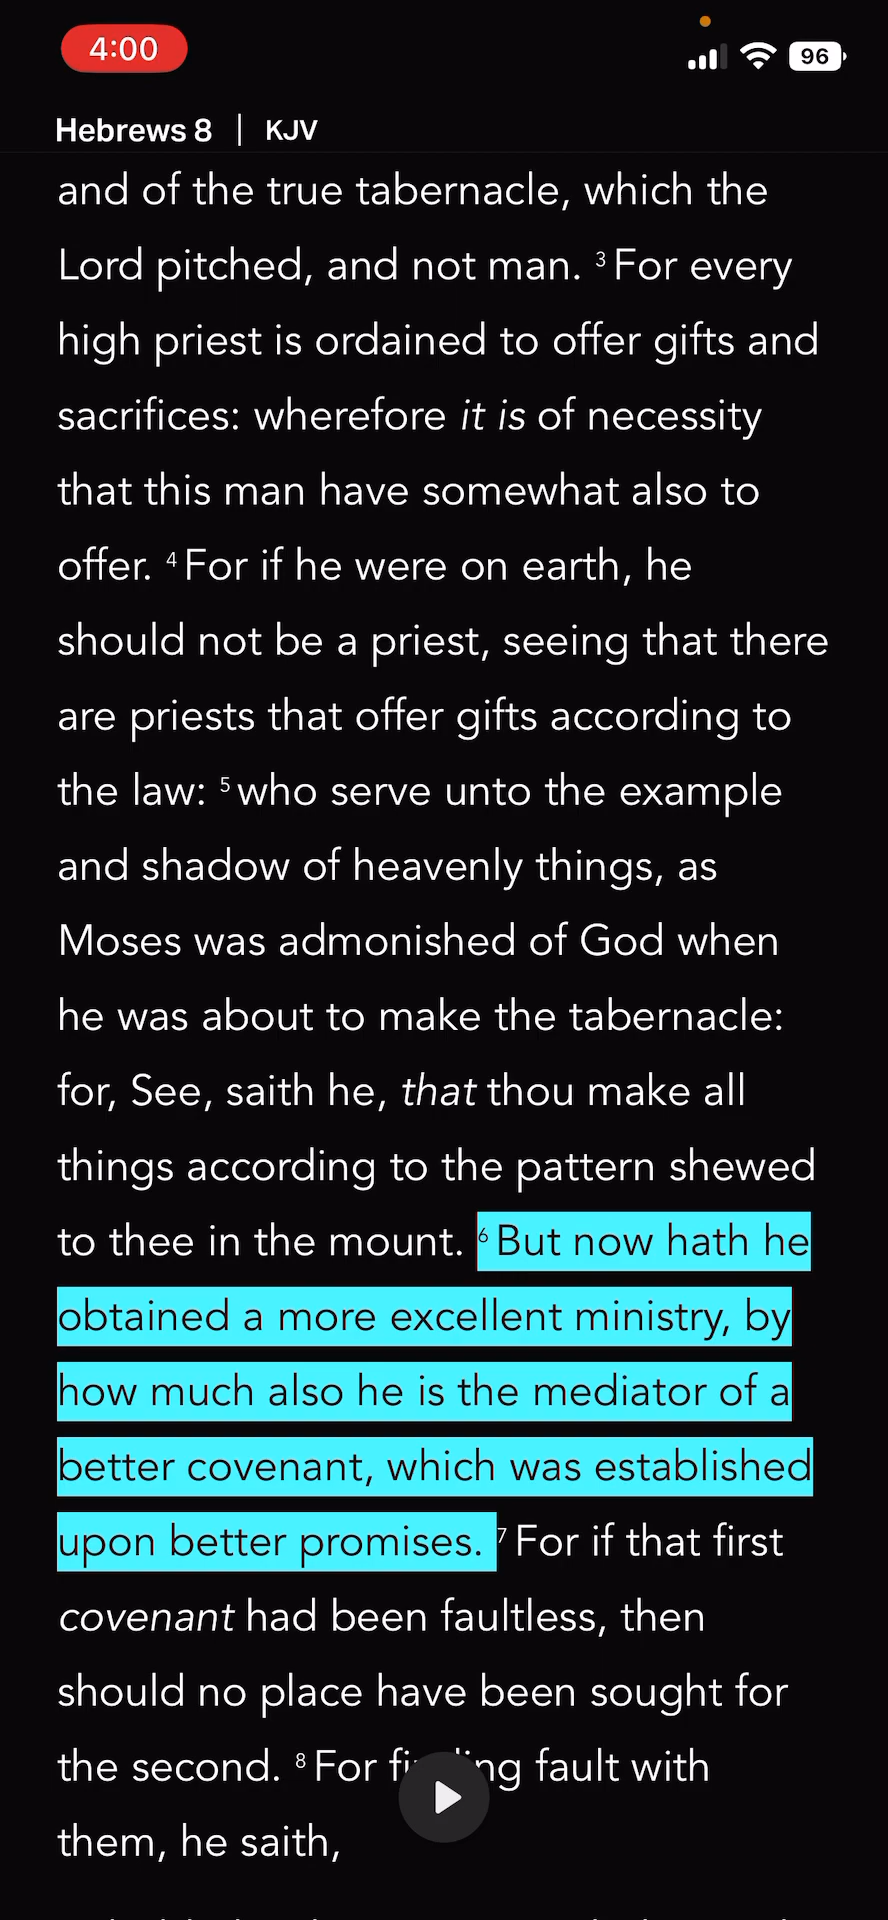 4:00
96
Hebrews 8 | KJV
and of the true tabernacle, which the
Lord pitched, and not man. 3 For every
high priest is ordained to offer gifts and
sacrifices: wherefore it is of necessity
that this man have somewhat also to
offer. 4 For if he were on earth, he
should not be a priest, seeing that there
are priests that offer gifts according to
the law: 5 who serve unto the example
and shadow of heavenly things, as
Moses was admonished of God when
he was about to make the tabernacle:
for, See, saith he, that thou make all
things according to the pattern shewed
to thee in the mount. 6 But now hath he
obtained a more excellent ministry, by
how much also he is the mediator of a
better covenant, which was established
upon better promises. 7 For if that first
covenant had been faultless, then
should no place have been sought for
the second. 8 For finding fault with
them, he saith,